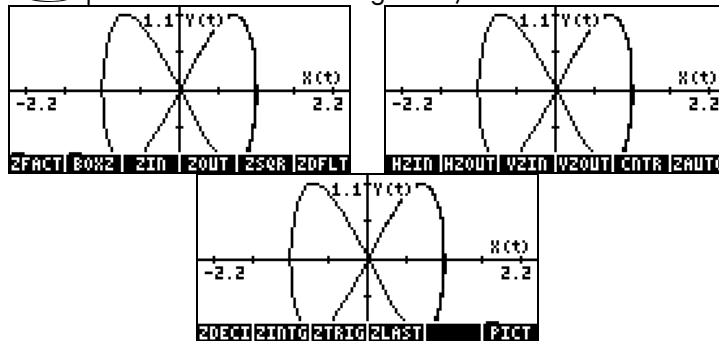 1.1 Y(t)
X(t)
-2.2 2.2
ZFACT BOXZ ZIN ZOUT ZSQR ZDFLT
1.1 Y(t)
X(t)
-2.2 2.2
HZIN HZOUT VZIN VZOUT CNTR ZAUTO
1.1 Y(t)
X(t)
-2.2 2.2
ZDECI ZINTG ZTRIG ZLAST PICT